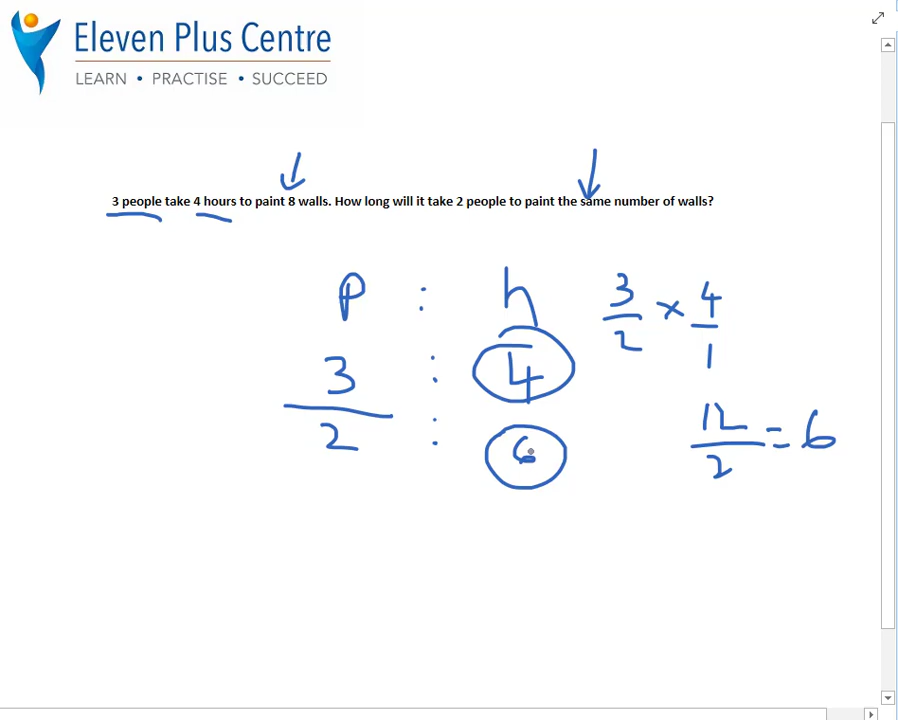 Eleven Plus Centre
LEARN • PRACTISE • SUCCEED
3 people take 4 hours to paint 8 walls. How long will it take 2 people to paint the same number of walls?
P : h
3/2 × 4/1
3 : 4
2 : 6
12/2 = 6